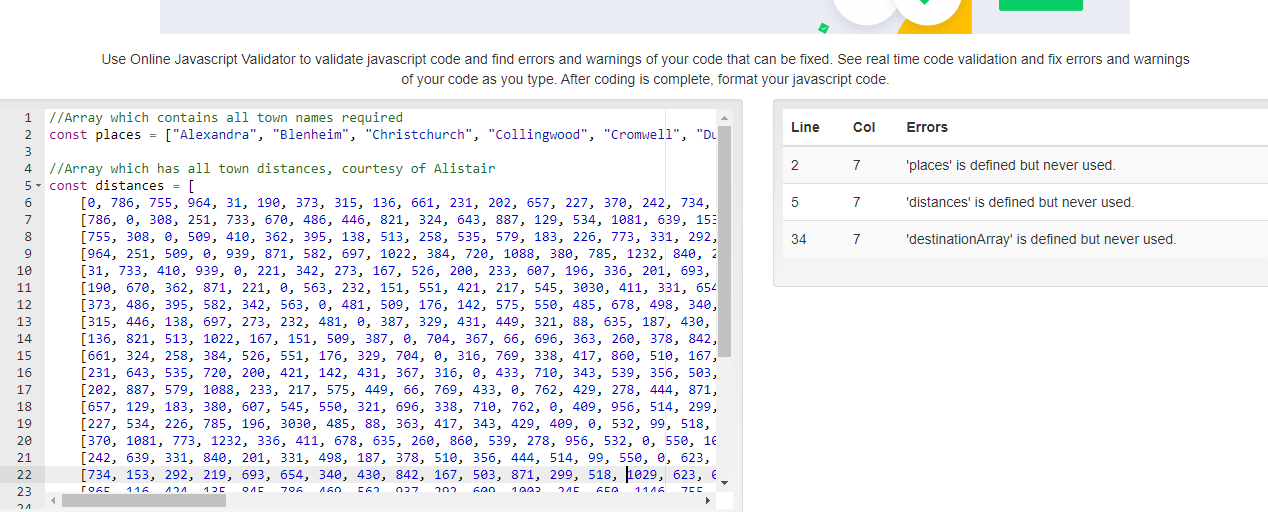 Use Online Javascript Validator to validate javascript code and find errors and warnings of your code that can be fixed. See real time code validation and fix errors and warnings
of your code as you type. After coding is complete, format your javascript code.
1 //Array which contains all town names required
2 const places = ["Alexandra", "Blenheim", "Christchurch", "Collingwood", "Cromwell", "Du
3
4 //Array which has all town distances, courtesy of Alistair
5 const distances = [
6 [0, 786, 755, 964, 31, 190, 373, 315, 136, 661, 231, 202, 657, 227, 370, 242, 734,
7 [786, 0, 308, 251, 733, 670, 486, 446, 821, 324, 643, 887, 129, 534, 1081, 639, 153
8 [755, 308, 0, 509, 410, 362, 395, 138, 513, 258, 535, 579, 183, 226, 773, 331, 292,
9 [964, 251, 509, 0, 939, 871, 582, 697, 1022, 384, 720, 1088, 380, 785, 1232, 840, 2
10 [31, 733, 410, 939, 0, 221, 342, 273, 167, 526, 200, 233, 607, 196, 336, 201, 693,
11 [190, 670, 362, 871, 221, 0, 563, 232, 151, 551, 421, 217, 545, 3030, 411, 331, 654
12 [373, 486, 395, 582, 342, 563, 0, 481, 509, 176, 142, 575, 550, 485, 678, 498, 340,
13 [315, 446, 138, 697, 273, 232, 481, 0, 387, 329, 431, 449, 321, 88, 635, 187, 430,
14 [136, 821, 513, 1022, 167, 151, 509, 387, 0, 704, 367, 66, 696, 363, 260, 378, 842,
15 [661, 324, 258, 384, 526, 551, 176, 329, 704, 0, 316, 769, 338, 417, 860, 510, 167,
16 [231, 643, 535, 720, 200, 421, 142, 431, 367, 316, 0, 433, 710, 343, 539, 356, 503,
17 [202, 887, 579, 1088, 233, 217, 575, 449, 66, 769, 433, 0, 762, 429, 278, 444, 871,
18 [657, 129, 183, 380, 607, 545, 550, 321, 696, 338, 710, 762, 0, 409, 956, 514, 299,
19 [227, 534, 226, 785, 196, 3030, 485, 88, 363, 417, 343, 429, 409, 0, 532, 99, 518,
20 [370, 1081, 773, 1232, 336, 411, 678, 635, 260, 860, 539, 278, 956, 532, 0, 550, 10
21 [242, 639, 331, 840, 201, 331, 498, 187, 378, 510, 356, 444, 514, 99, 550, 0, 623,
22 [734, 153, 292, 219, 693, 654, 340, 430, 842, 167, 503, 871, 299, 518, 1029, 623, 0
23 [865, 116, 424, 135, 845, 786, 469, 562, 937, 292, 609, 1003, 245, 650, 1146, 755,
24
Line Col Errors
2 7 'places' is defined but never used.
5 7 'distances' is defined but never used.
34 7 'destinationArray' is defined but never used.